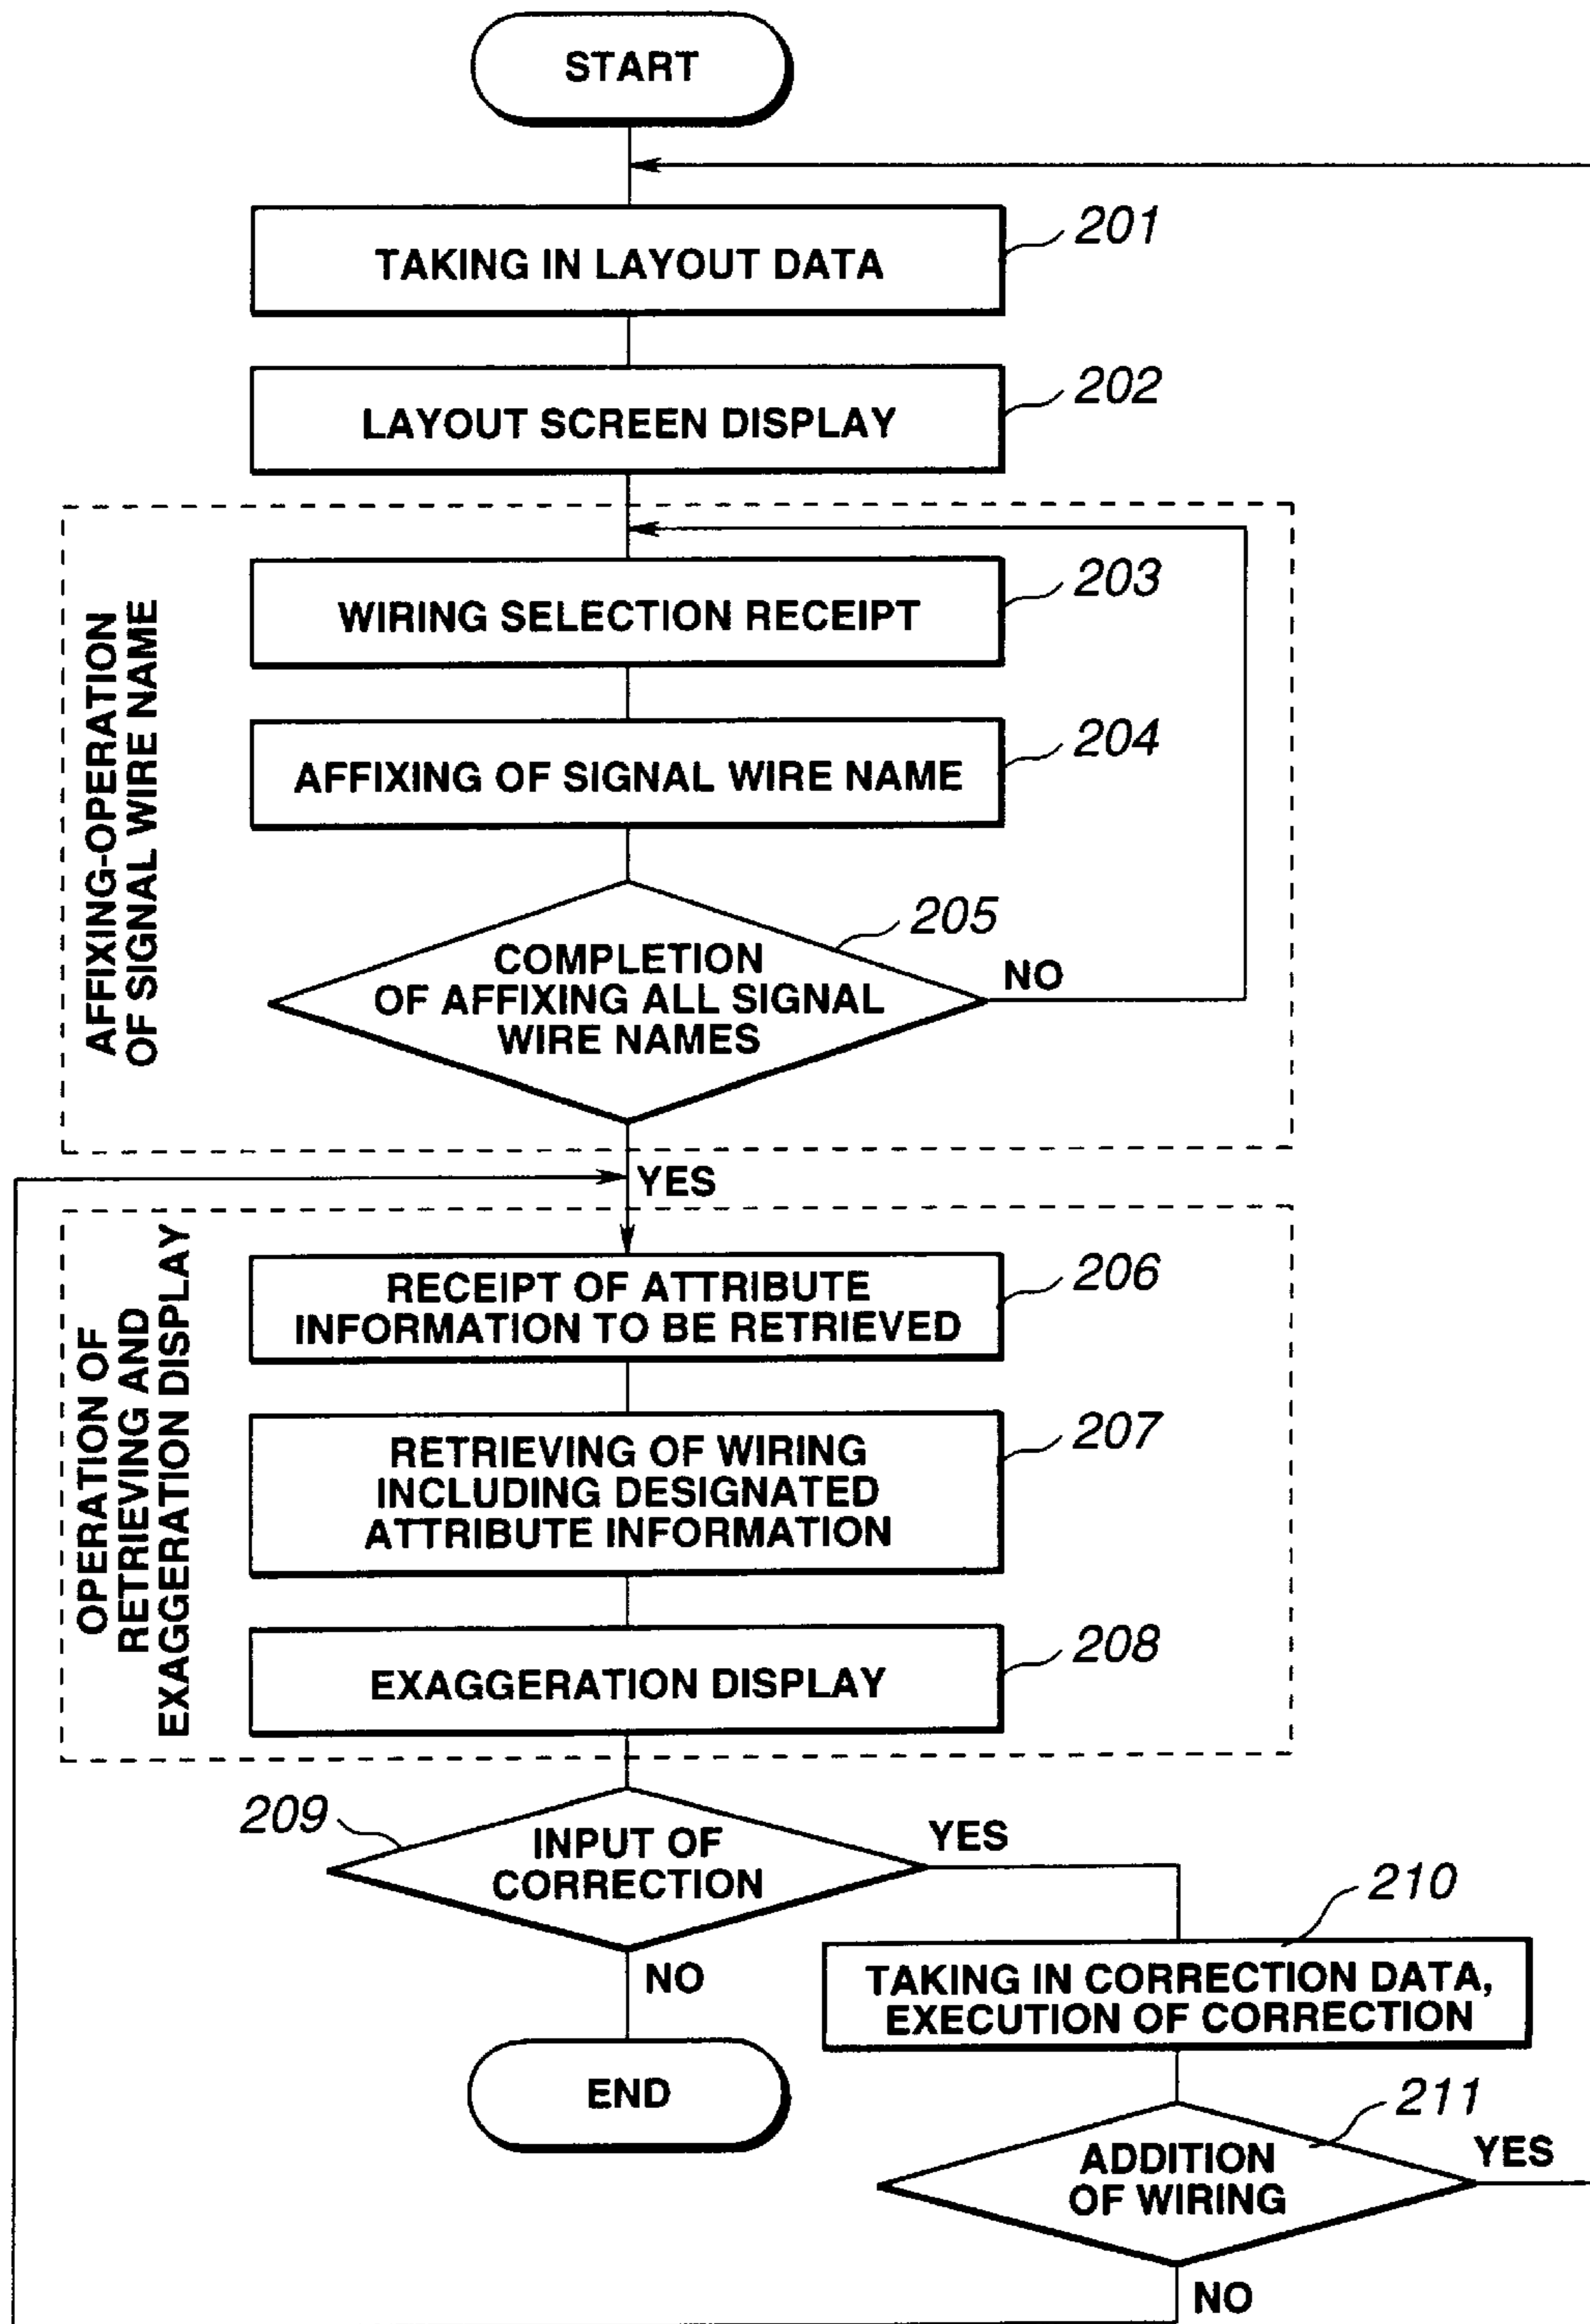 START
201
TAKING IN LAYOUT DATA
202
LAYOUT SCREEN DISPLAY
AFFIXING-OPERATION
OF SIGNAL WIRE NAME
203
WIRING SELECTION RECEIPT
204
AFFIXING OF SIGNAL WIRE NAME
205
COMPLETION
OF AFFIXING ALL SIGNAL
WIRE NAMES
NO
YES
OPERATION OF
RETRIEVING AND
EXAGGERATION DISPLAY
206
RECEIPT OF ATTRIBUTE
INFORMATION TO BE RETRIEVED
207
RETRIEVING OF WIRING
INCLUDING DESIGNATED
ATTRIBUTE INFORMATION
208
EXAGGERATION DISPLAY
209
INPUT OF
CORRECTION
YES
NO
END
210
TAKING IN CORRECTION DATA,
EXECUTION OF CORRECTION
211
ADDITION
OF WIRING
YES
NO